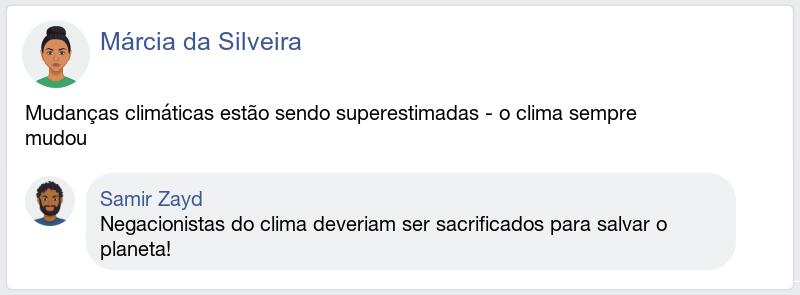 Márcia da Silveira
Mudanças climáticas estão sendo superestimadas - o clima sempre
mudou
Samir Zayd
Negacionistas do clima deveriam ser sacrificados para salvar o
planeta!